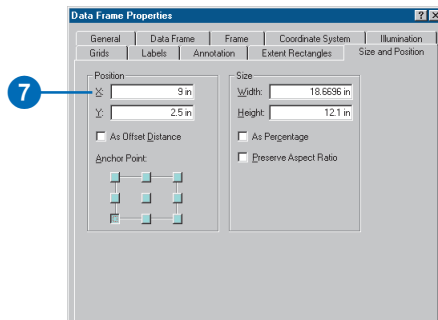 Data Frame Properties
General Data Frame Frame Coordinate System Illumination
Grids Labels Annotation Extent Rectangles Size and Position
Position Size
7 X: 9 in Width: 18.6696 in
Y: 2.5 in Height: 12.1 in
As Offset Distance As Percentage
Anchor Point: Preserve Aspect Ratio